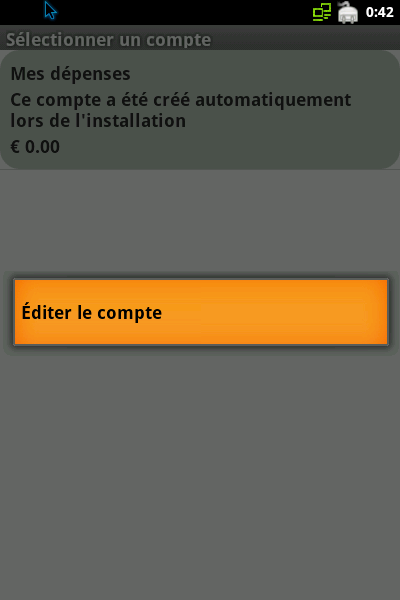 0:42
Sélectionner un compte
Mes dépenses
Ce compte a été créé automatiquement
lors de l'installation
€ 0.00
Éditer le compte